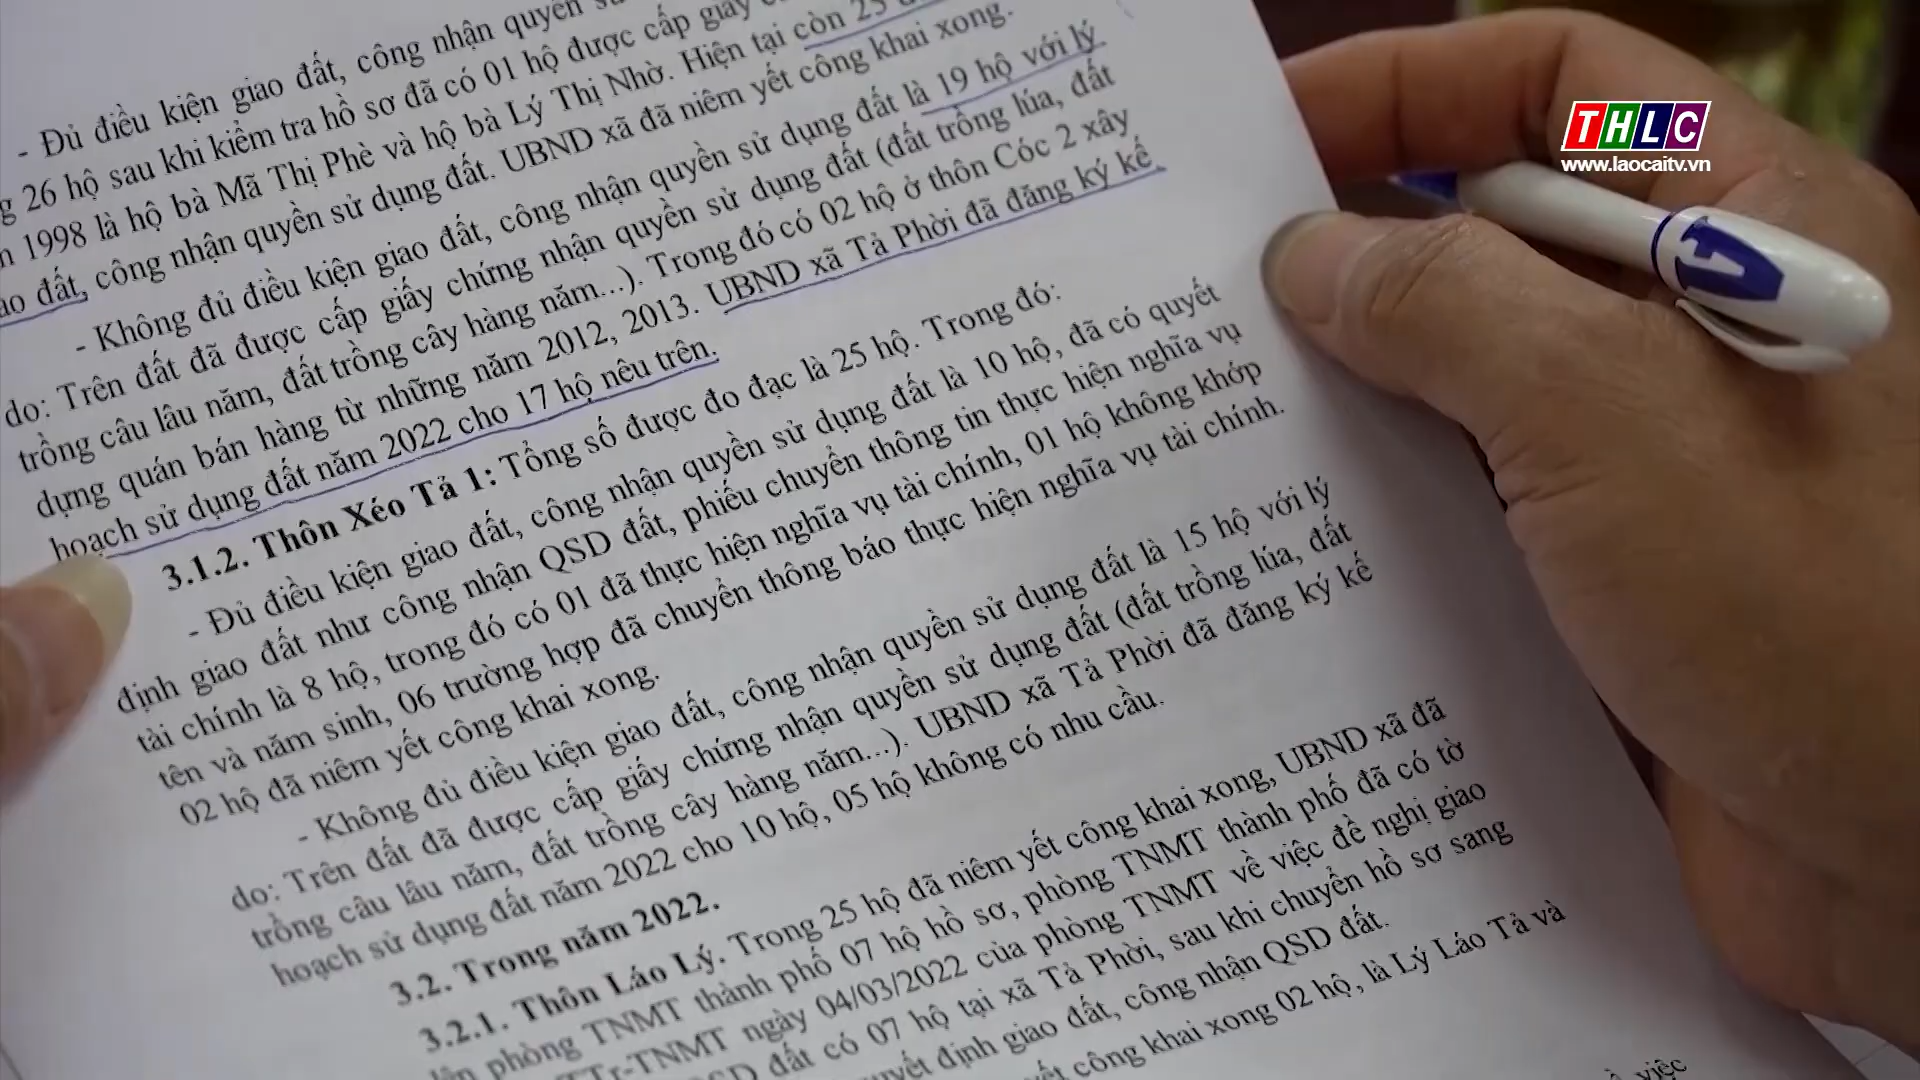 - Đủ điều kiện giao đất, công nhận quyền
26 hộ sau khi kiểm tra hồ sơ đã có 01 hộ được cấp giấy
1998 là hộ bà Mã Thị Phè và hộ bà Lý Thị Nhờ. Hiện tại còn 25
đất, công nhận quyền sử dụng đất. UBND xã đã niêm yết công khai xong.
- Không đủ điều kiện giao đất, công nhận quyền sử dụng đất là 19 hộ với lý
do: Trên đất đã được cấp giấy chứng nhận quyền sử dụng đất (đất trồng lúa, đất
trồng câu lâu năm, đất trồng cây hàng năm...). Trong đó có 02 hộ ở thôn Cóc 2 xây
dựng quán bán hàng từ những năm 2012, 2013. UBND xã Tả Phời đã đăng ký kế
hoạch sử dụng đất năm 2022 cho 17 hộ nêu trên.
3.1.2. Thôn Xéo Tả 1: Tổng số được đo đạc là 25 hộ. Trong đó:
- Đủ điều kiện giao đất, công nhận quyền sử dụng đất là 10 hộ, đã có quyết
định giao đất như công nhận QSD đất, phiếu chuyển thông tin thực hiện nghĩa vụ
tài chính là 8 hộ, trong đó có 01 đã thực hiện nghĩa vụ tài chính, 01 hộ không khớp
tên và năm sinh, 06 trường hợp đã chuyển thông báo thực hiện nghĩa vụ tài chính.
02 hộ đã niêm yết công khai xong.
- Không đủ điều kiện giao đất, công nhận quyền sử dụng đất là 15 hộ với lý
do: Trên đất đã được cấp giấy chứng nhận quyền sử dụng đất (đất trồng lúa, đất
trồng câu lâu năm, đất trồng cây hàng năm...). UBND xã Tả Phời đã đăng ký kế
hoạch sử dụng đất năm 2022 cho 10 hộ, 05 hộ không có nhu cầu.
3.2. Trong năm 2022.
3.2.1. Thôn Láo Lý. Trong 25 hộ đã niêm yết công khai xong, UBND xã đã
phòng TNMT thành phố 07 hộ hồ sơ, phòng TNMT thành phố đã có tờ
TTr-TNMT ngày 04/03/2022 của phòng TNMT về việc đề nghị giao
đất có 07 hộ tại xã Tả Phời, sau khi chuyển hồ sơ sang
định giao đất, công nhận QSD đất.
công khai xong 02 hộ, là Lý Láo Tả và
việc
THLC
www.laocaitv.vn